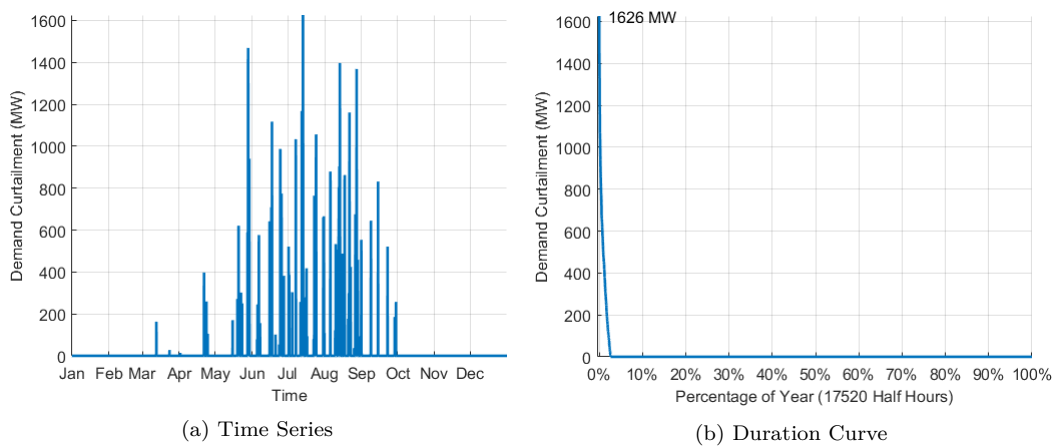 Demand Curtailment (MW)
1600
1400
1200
1000
800
600
400
200
0
Jan Feb Mar Apr May Jun Jul Aug Sep Oct Nov Dec
Time
(a) Time Series
1626 MW
Demand Curtailment (MW)
1600
1400
1200
1000
800
600
400
200
0
0% 10% 20% 30% 40% 50% 60% 70% 80% 90% 100%
Percentage of Year (17520 Half Hours)
(b) Duration Curve